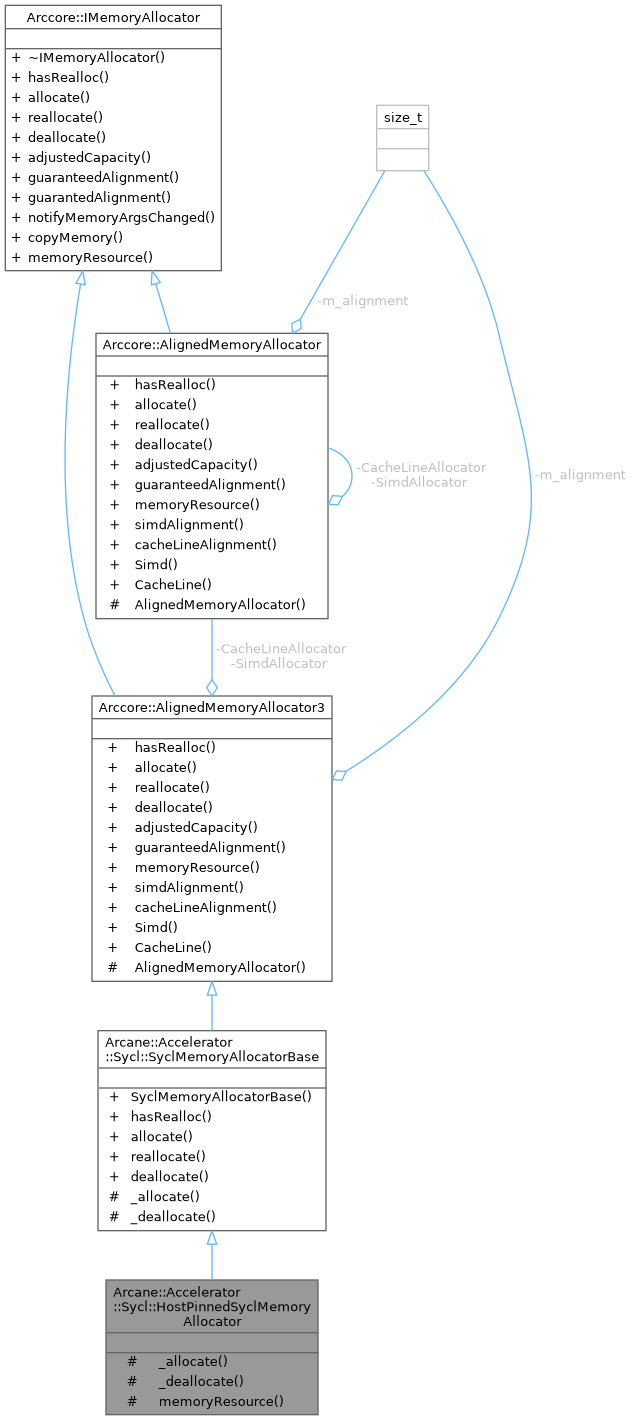 Arccore::IMemoryAllocator
+ ~IMemoryAllocator()
+ hasRealloc()
+ allocate()
+ reallocate()
+ deallocate()
+ adjustedCapacity()
+ guaranteedAlignment()
+ guarantedAlignment()
+ notifyMemoryArgsChanged()
+ copyMemory()
+ memoryResource()
size_t
-m_alignment
Arccore::AlignedMemoryAllocator
+ hasRealloc()
+ allocate()
+ reallocate()
+ deallocate()
+ adjustedCapacity()
+ guaranteedAlignment()
+ memoryResource()
+ simdAlignment()
+ cacheLineAlignment()
+ Simd()
+ CacheLine()
# AlignedMemoryAllocator()
-CacheLineAllocator
-SimdAllocator
-m_alignment
-CacheLineAllocator
-SimdAllocator
Arccore::AlignedMemoryAllocator3
+ hasRealloc()
+ allocate()
+ reallocate()
+ deallocate()
+ adjustedCapacity()
+ guaranteedAlignment()
+ memoryResource()
+ simdAlignment()
+ cacheLineAlignment()
+ Simd()
+ CacheLine()
# AlignedMemoryAllocator()
Arcane::Accelerator
::Sycl::SyclMemoryAllocatorBase
+ SyclMemoryAllocatorBase()
+ hasRealloc()
+ allocate()
+ reallocate()
+ deallocate()
# _allocate()
# _deallocate()
Arcane::Accelerator
::Sycl::HostPinnedSyclMemory
Allocator
# _allocate()
# _deallocate()
# memoryResource()